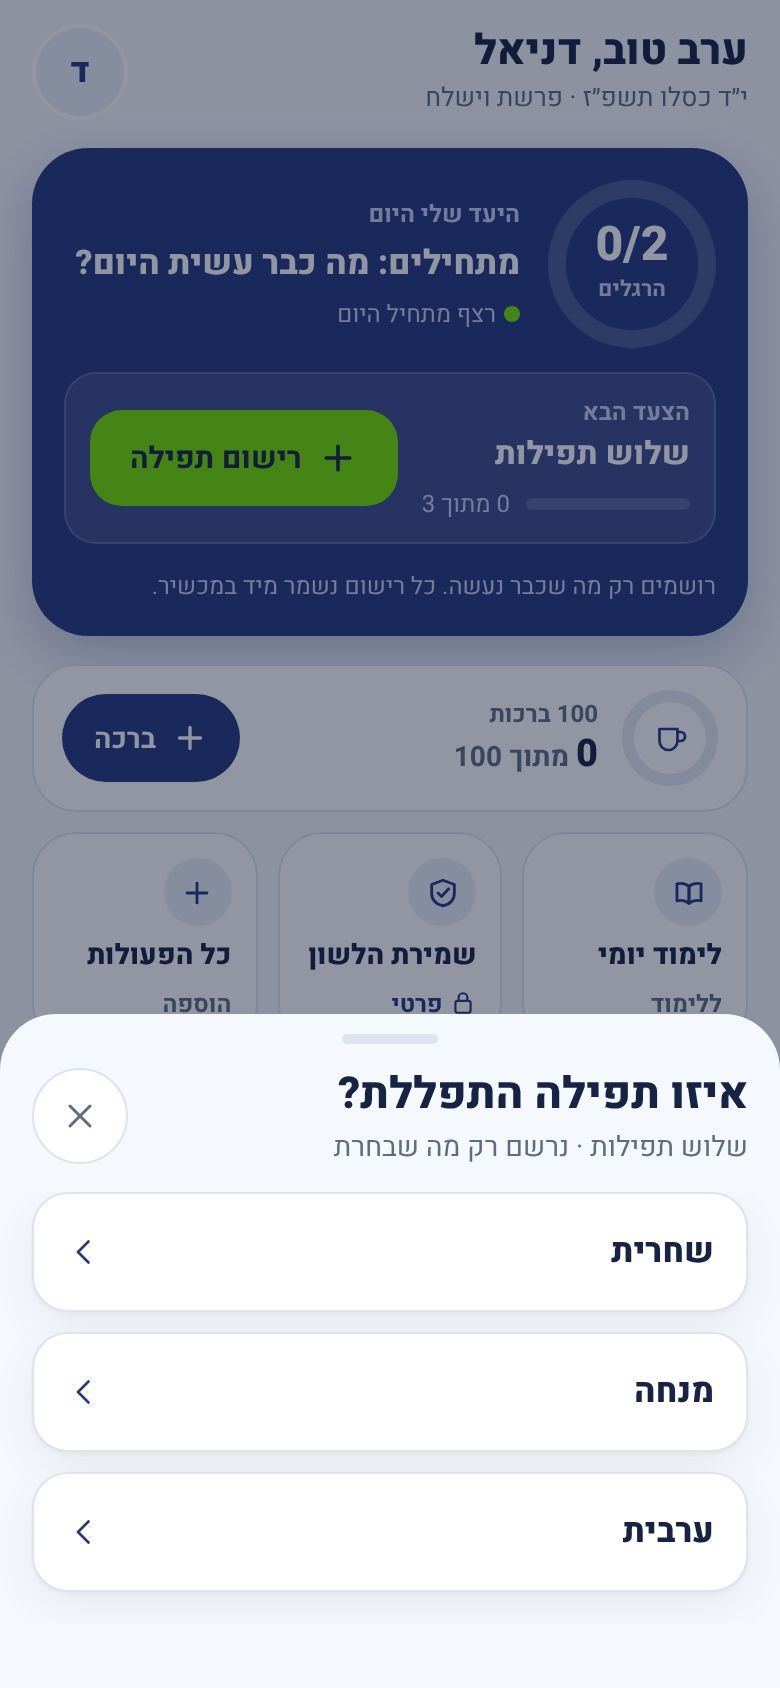 ערב טוב, דניאל
ד
י״ד כסלו תשפ״ז · פרשת וישלח
0/2
הרגלים
היעד שלי היום
מתחילים: מה כבר עשית היום?
רצף מתחיל היום
הצעד הבא
שלוש תפילות
0 מתוך 3
רישום תפילה
רושמים רק מה שכבר נעשה. כל רישום נשמר מיד במכשיר.
100 ברכות
0 מתוך 100
ברכה
לימוד יומי
ללימוד
שמירת הלשון
פרטי
כל הפעולות
הוספה
איזו תפילה התפללת?
שלוש תפילות · נרשם רק מה שבחרת
שחרית
מנחה
ערבית